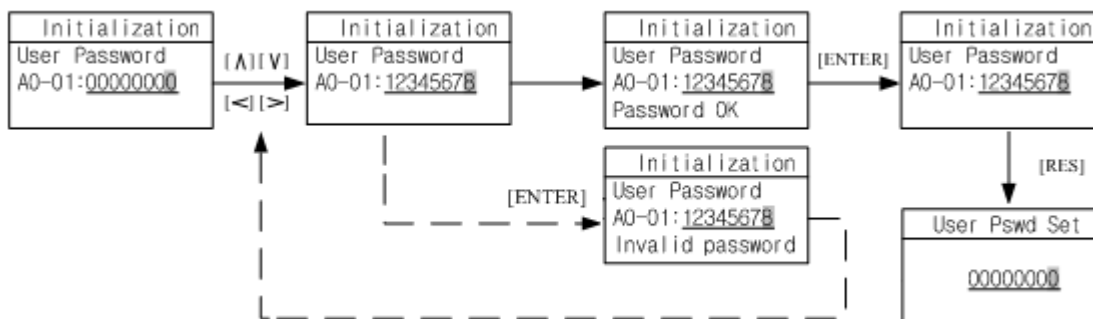 Initialization
User Password
A0-01:00000000
[∧][∨]
[<][>]
Initialization
User Password
A0-01:12345678
Initialization
User Password
A0-01:12345678
Password OK
[ENTER]
Initialization
User Password
A0-01:12345678
[ENTER]
Initialization
User Password
A0-01:12345678
Invalid password
[RES]
User Pswd Set
00000000